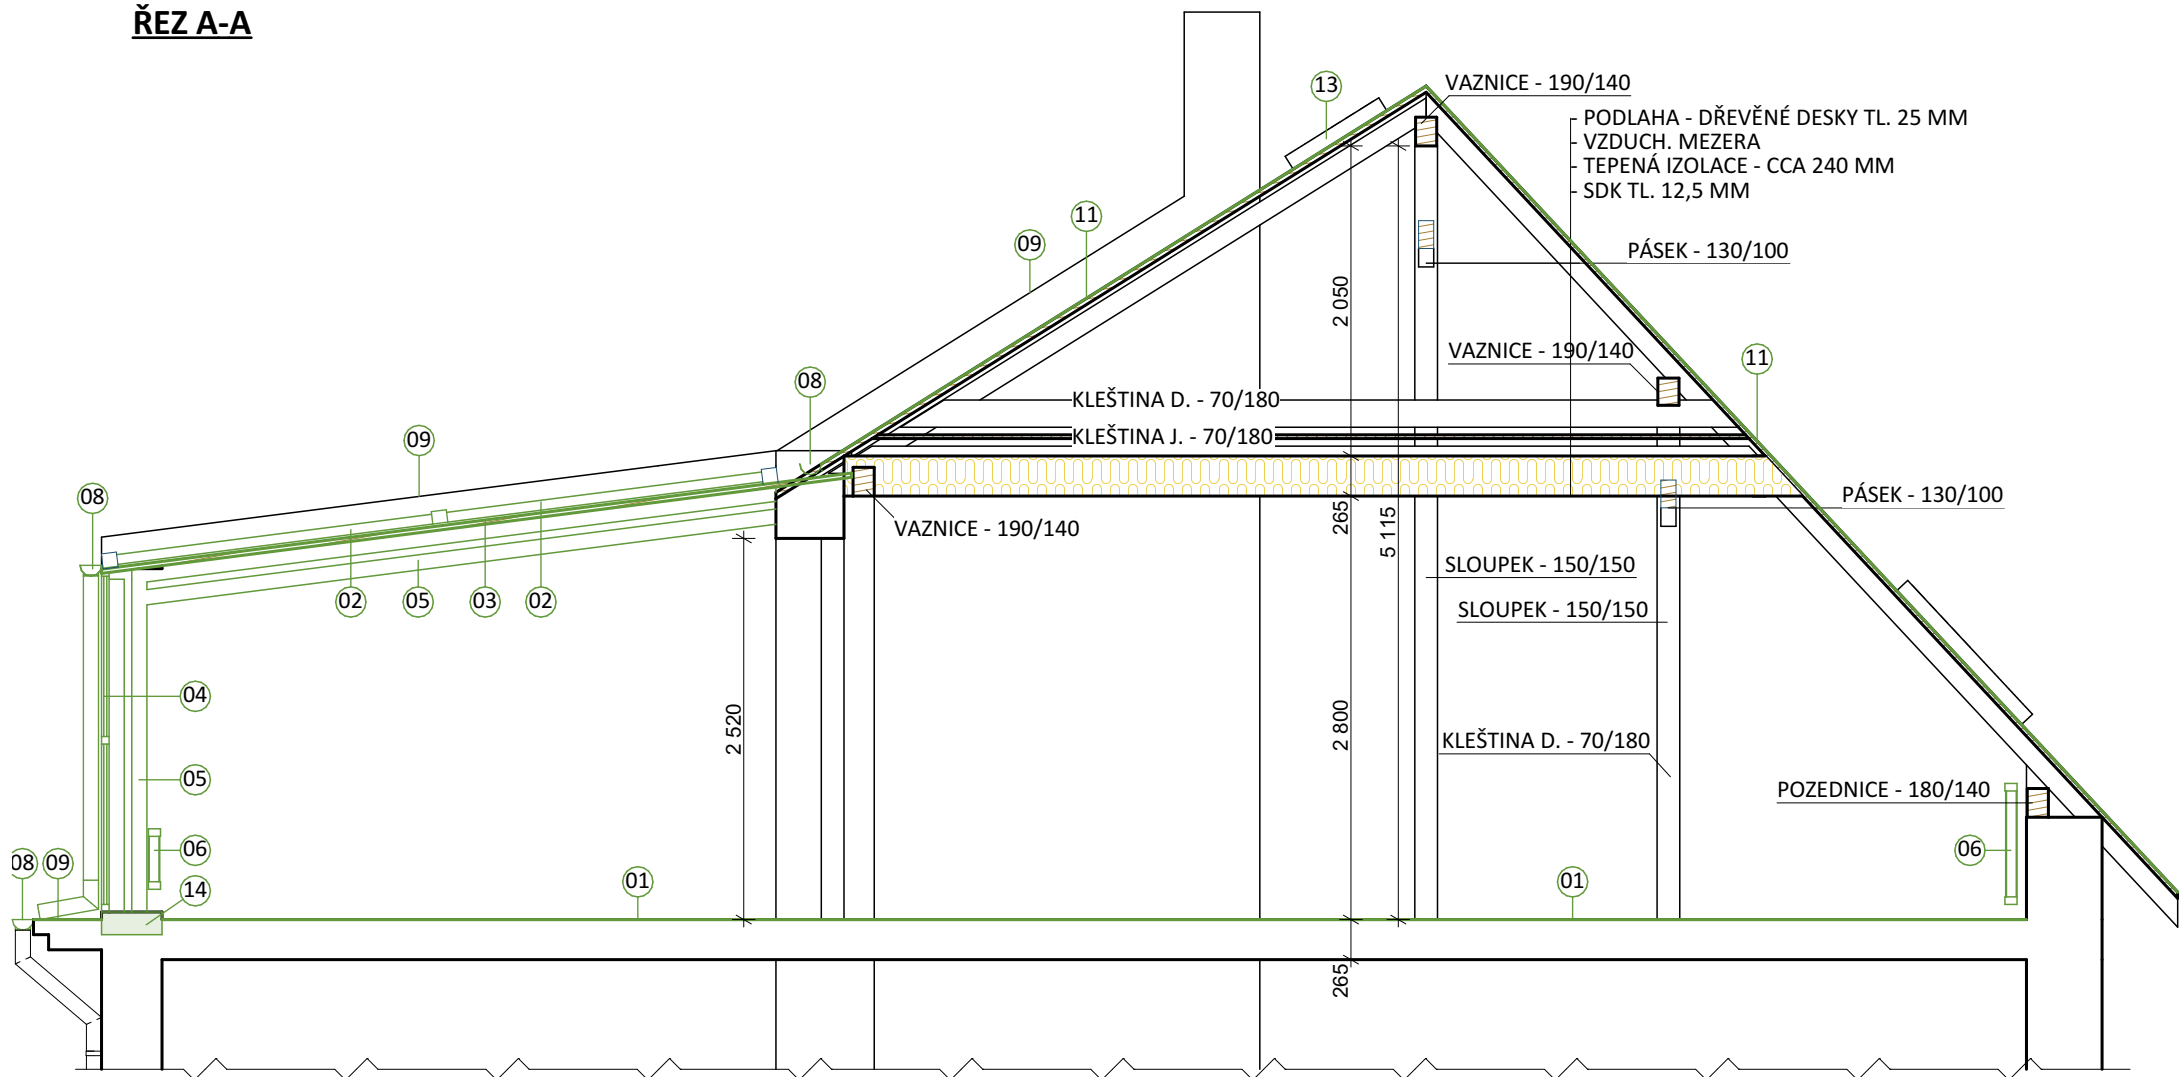 ŘEZ A-A
13
VAZNICE - 190/140
PODLAHA - DŘEVĚNÉ DESKY TL. 25 MM
VZDUCH. MEZERA
TEPENÁ IZOLACE - CCA 240 MM
SDK TL. 12,5 MM
11
09
PÁSEK - 130/100
2 050
VAZNICE - 190/140
11
08
KLEŠTINA D. - 70/180
09
KLEŠTINA J. - 70/180
08
PÁSEK - 130/100
VAZNICE - 190/140
265
5 115
SLOUPEK - 150/150
02
05
03
02
SLOUPEK - 150/150
04
2 520
2 800
KLEŠTINA D. - 70/180
05
POZEDNICE - 180/140
08
09
06
06
14
01
01
265